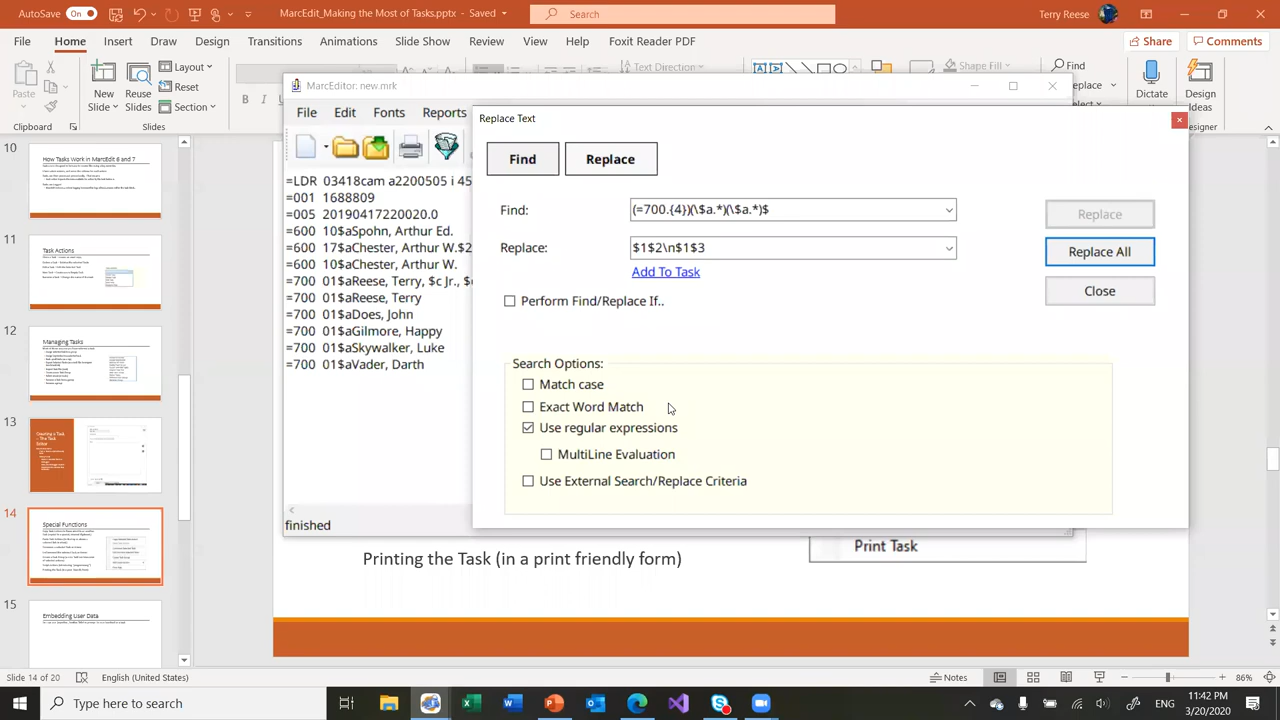 AutoSave On MarcEdit_Making the Most of Tasks.pptx - Saved Search Terry Reese
File Home Insert Draw Design Transitions Animations Slide Show Review View Help Foxit Reader PDF Share Comments
Paste New Slide Reuse Slides Layout Reset Section Text Direction Shape Fill Find Dictate Design Ideas
B I
Clipboard Slides
MarcEditor: new.mrk
File Edit Fonts Reports
=LDR 03418cam a2200505 i 45
=001 1688809
=005 20190417220020.0
=600 10$aSpohn, Arthur Ed.
=600 17$aChester, Arthur W.$2
=600 10$aChester, Arthur W.
=700 01$aReese, Terry, $c Jr., $
=700 01$aReese, Terry
=700 01$aDoes, John
=700 01$aGilmore, Happy
=700 01$aSkywalker, Luke
=700 01$aVader, Darth
finished
Replace Text
Find Replace
Find: (=700.{4})(\$a.*)(\$a.*)$ Replace
Replace: $1$2\n$1$3 Replace All
Add To Task
Perform Find/Replace If.. Close
Search Options:
Match case
Exact Word Match
Use regular expressions
MultiLine Evaluation
Use External Search/Replace Criteria
Printing the Task (in a print friendly form) Print Task
10 How Tasks Work in MarcEdit 6 and 7
11 Task Actions
12 Managing Tasks
13 Creating a Task – The Task Editor
14 Special Functions
15 Embedding User Data
Slide 14 of 20 English (United States) Notes 86%
Type here to search ENG 11:42 PM
3/20/2020